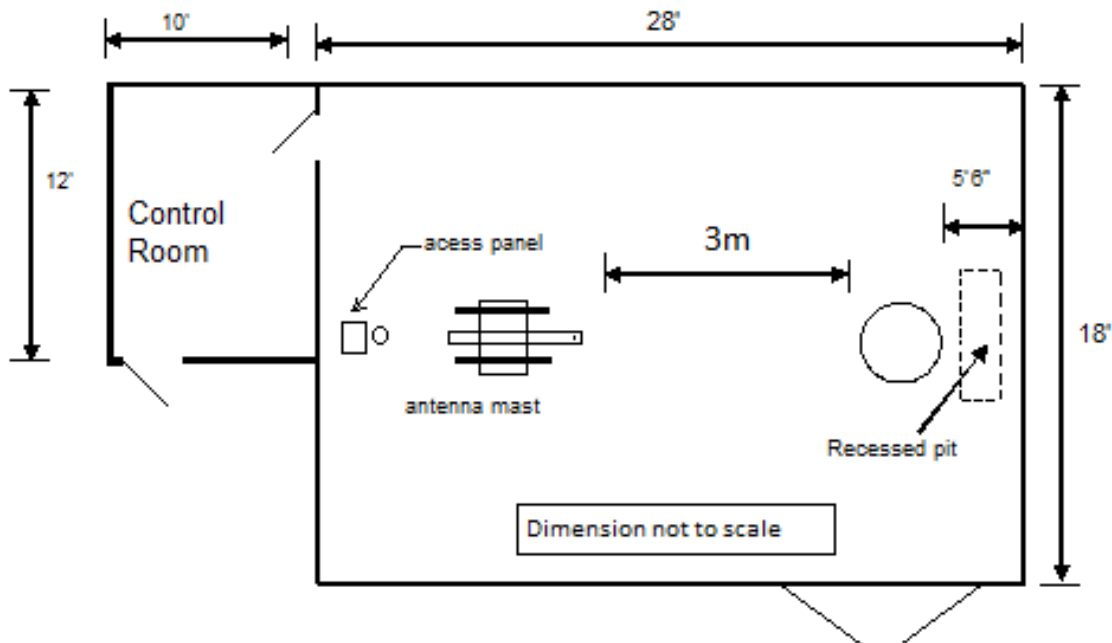 10'
28'
12'
5'6"
Control
Room
acess panel
3m
18'
antenna mast
Recessed pit
Dimension not to scale